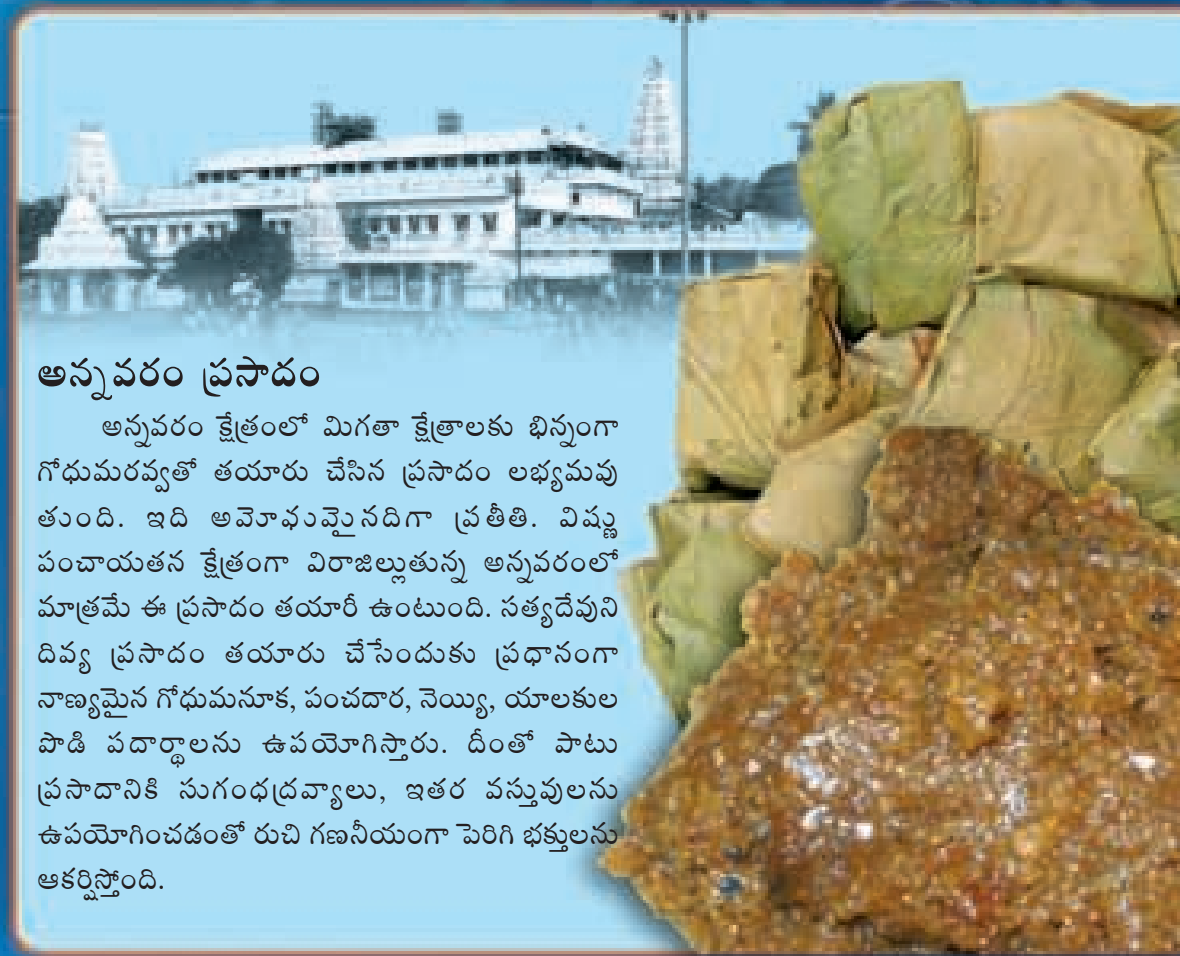 అన్నవరం ప్రసాదం
అన్నవరం క్షేత్రంలో మిగతా క్షేత్రాలకు భిన్నంగా
గోధుమరవ్వతో తయారు చేసిన ప్రసాదం లభ్యమవు
తుంది. ఇది అమోఘమైనదిగా ప్రతీతి. విష్ణు
పంచాయతన క్షేత్రంగా విరాజిల్లుతున్న అన్నవరంలో
మాత్రమే ఈ ప్రసాదం తయారీ ఉంటుంది. సత్యదేవుని
దివ్య ప్రసాదం తయారు చేసేందుకు ప్రధానంగా
నాణ్యమైన గోధుమనూక, పంచదార, నెయ్యి, యాలకుల
పొడి పదార్థాలను ఉపయోగిస్తారు. దీంతో పాటు
ప్రసాదానికి సుగంధద్రవ్యాలు, ఇతర వస్తువులను
ఉపయోగించడంతో రుచి గణనీయంగా పెరిగి భక్తులను
ఆకర్షిస్తోంది.